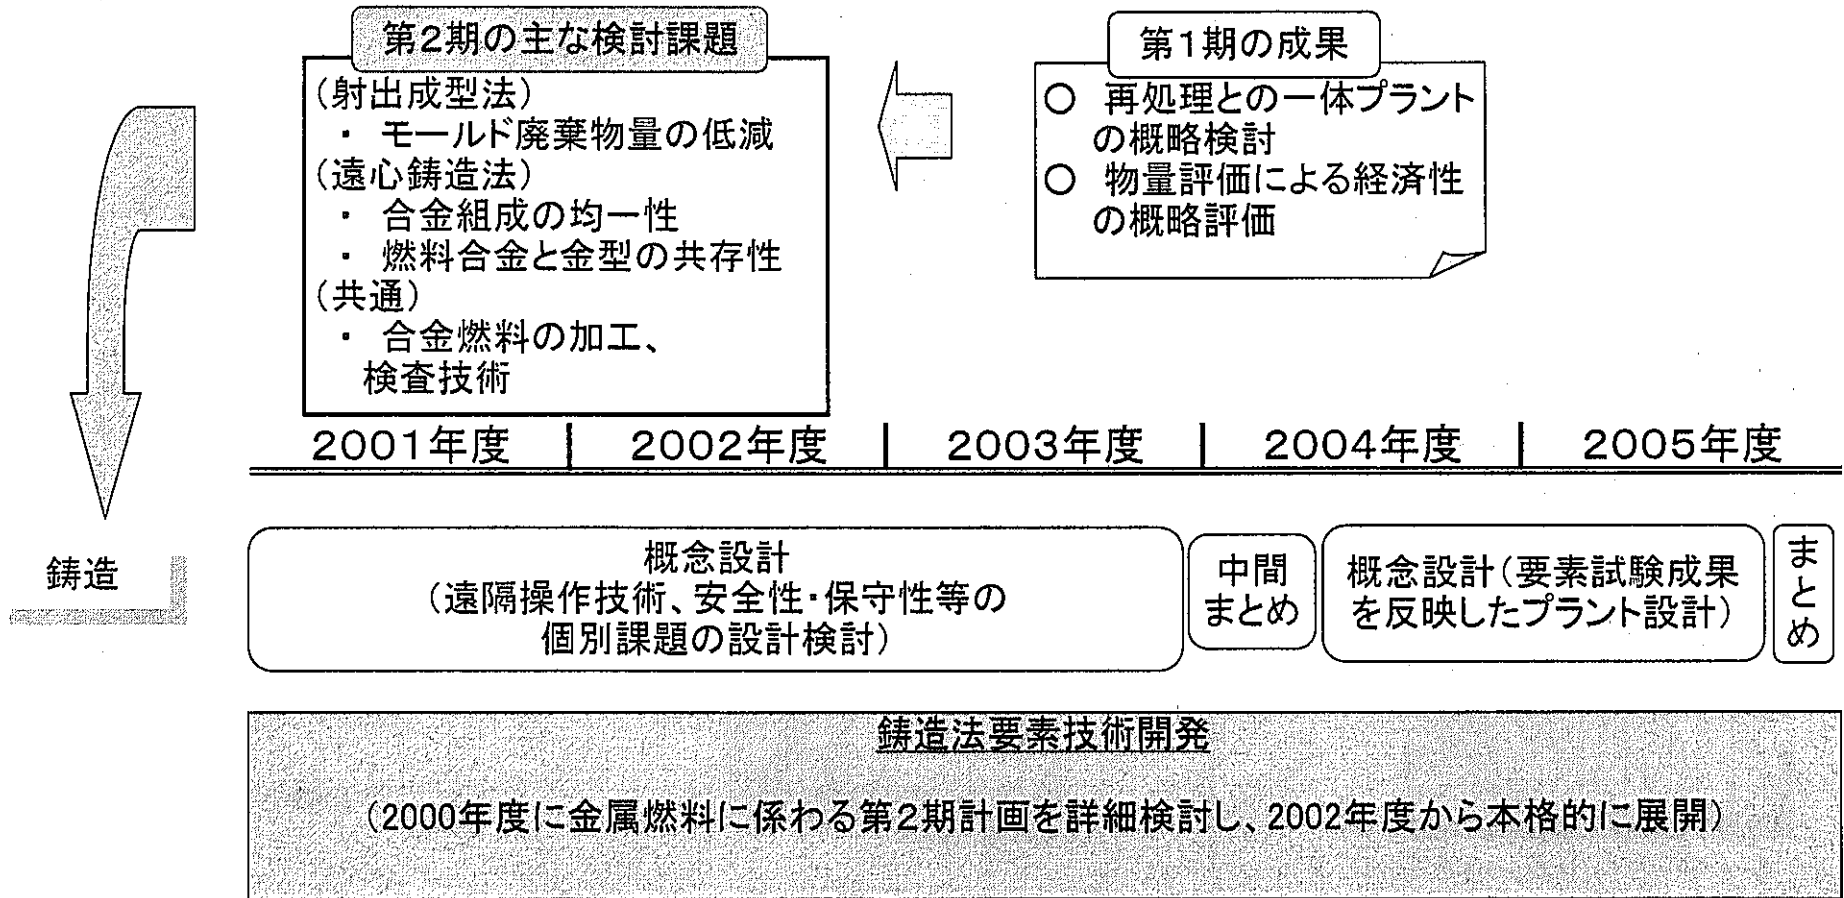 第2期の主な検討課題
（射出成型法）
・ モールド廃棄物量の低減
（遠心鋳造法）
・ 合金組成の均一性
・ 燃料合金と金型の共存性
（共通）
・ 合金燃料の加工、
検査技術
第1期の成果
○ 再処理との一体プラント
の概略検討
○ 物量評価による経済性
の概略評価
2001年度
2002年度
2003年度
2004年度
2005年度
鋳造
概念設計
（遠隔操作技術、安全性・保守性等の
個別課題の設計検討）
中間
まとめ
概念設計（要素試験成果
を反映したプラント設計）
まとめ
鋳造法要素技術開発
（2000年度に金属燃料に係わる第2期計画を詳細検討し、2002年度から本格的に展開）